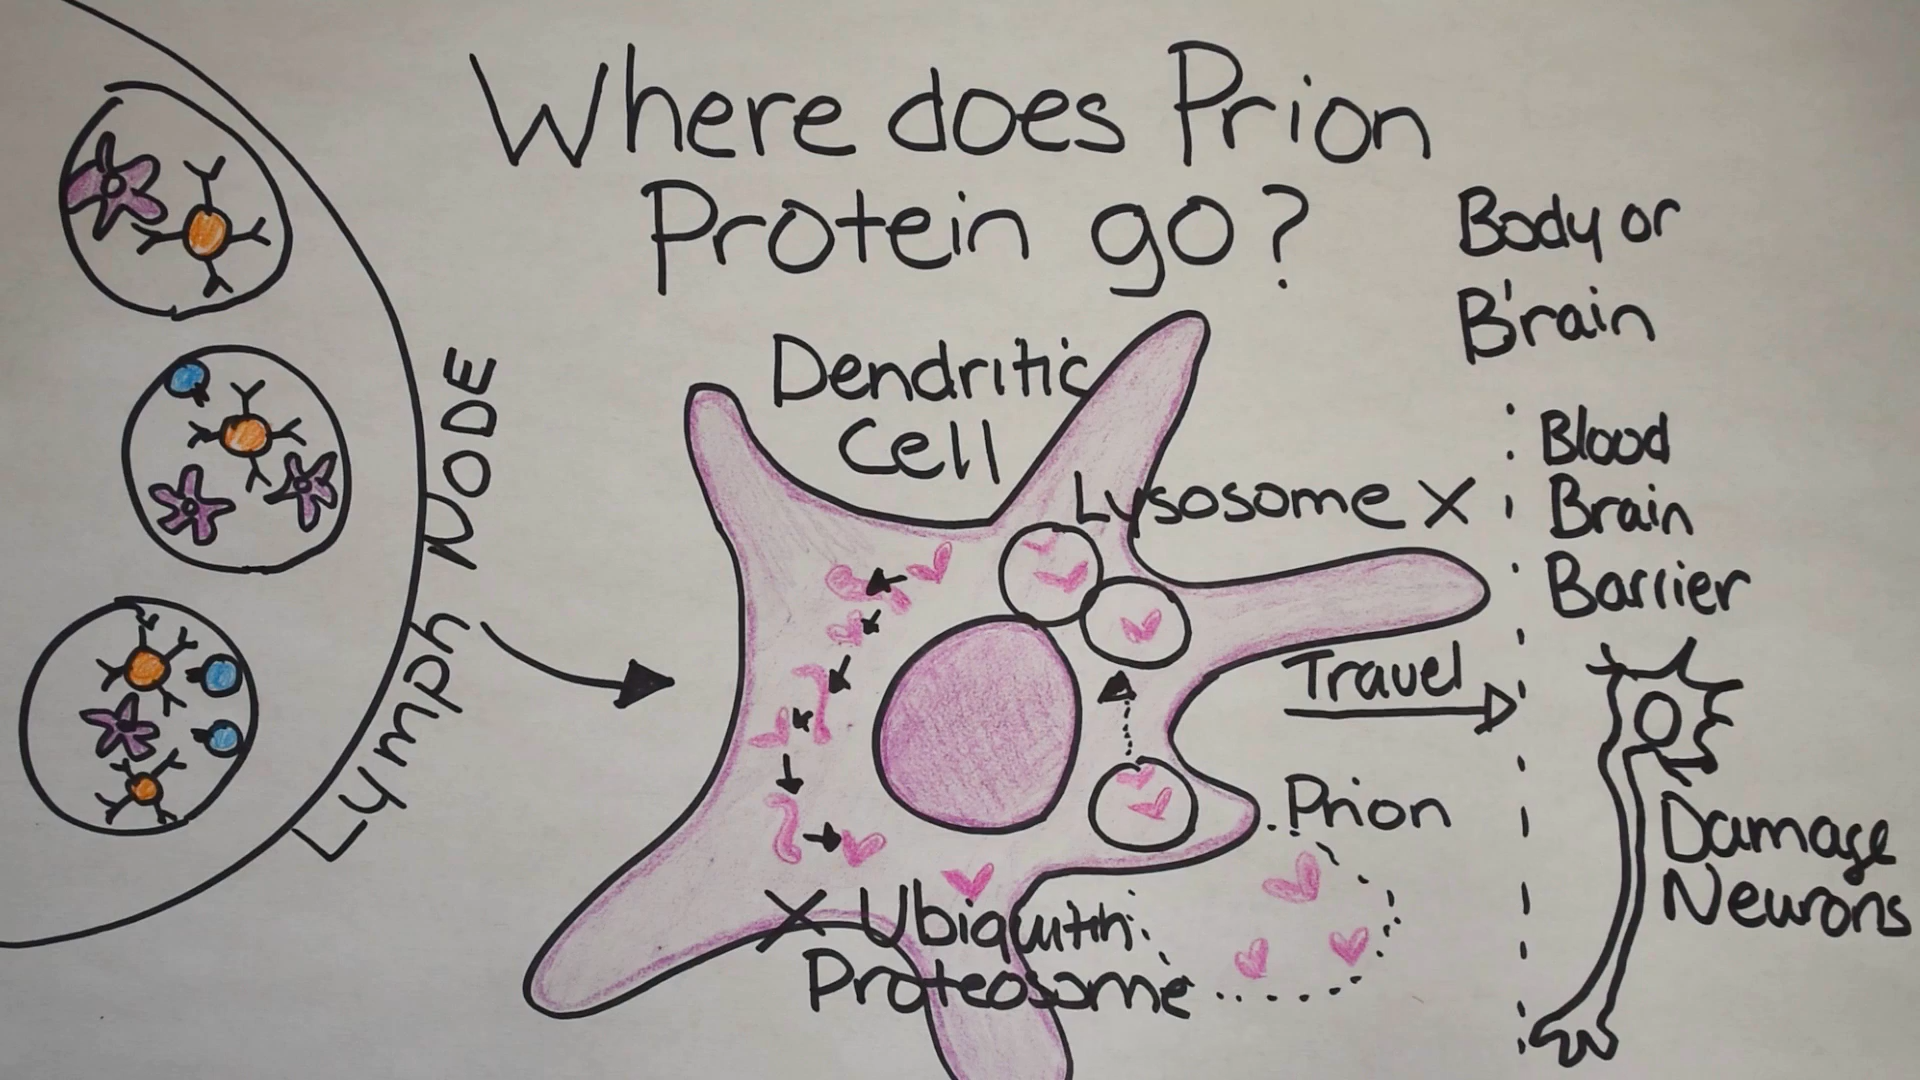 Where does Prion
Protein go?
Body or
Brain
Dendritic
Cell
Lymph NODE
Lysosome X
Blood
Brain
Barrier
Travel
Prion
Damage
Neurons
X Ubiquitin
Proteosome